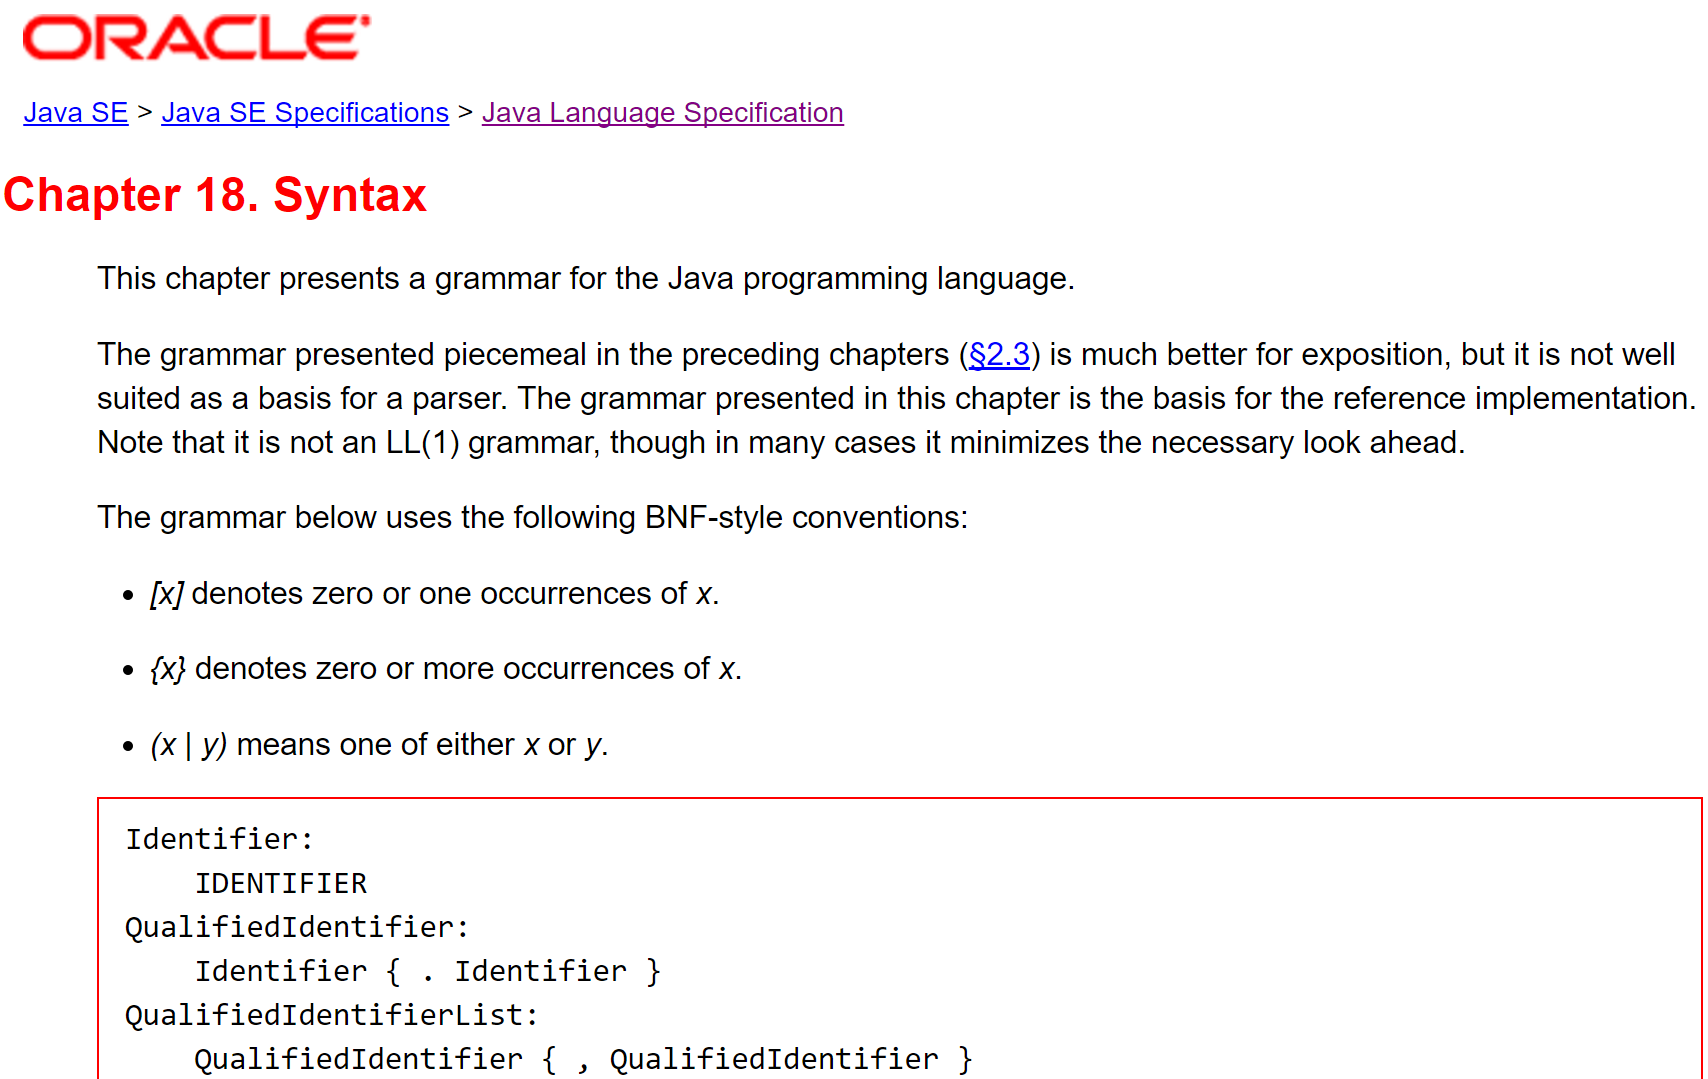 ORACLE
Java SE > Java SE Specifications > Java Language Specification
Chapter 18. Syntax
This chapter presents a grammar for the Java programming language.
The grammar presented piecemeal in the preceding chapters (§2.3) is much better for exposition, but it is not well
suited as a basis for a parser. The grammar presented in this chapter is the basis for the reference implementation.
Note that it is not an LL(1) grammar, though in many cases it minimizes the necessary look ahead.
The grammar below uses the following BNF-style conventions:
• [x] denotes zero or one occurrences of x.
• {x} denotes zero or more occurrences of x.
• (x | y) means one of either x or y.
Identifier:
    IDENTIFIER
QualifiedIdentifier:
    Identifier { . Identifier }
QualifiedIdentifierList:
    QualifiedIdentifier { , QualifiedIdentifier }